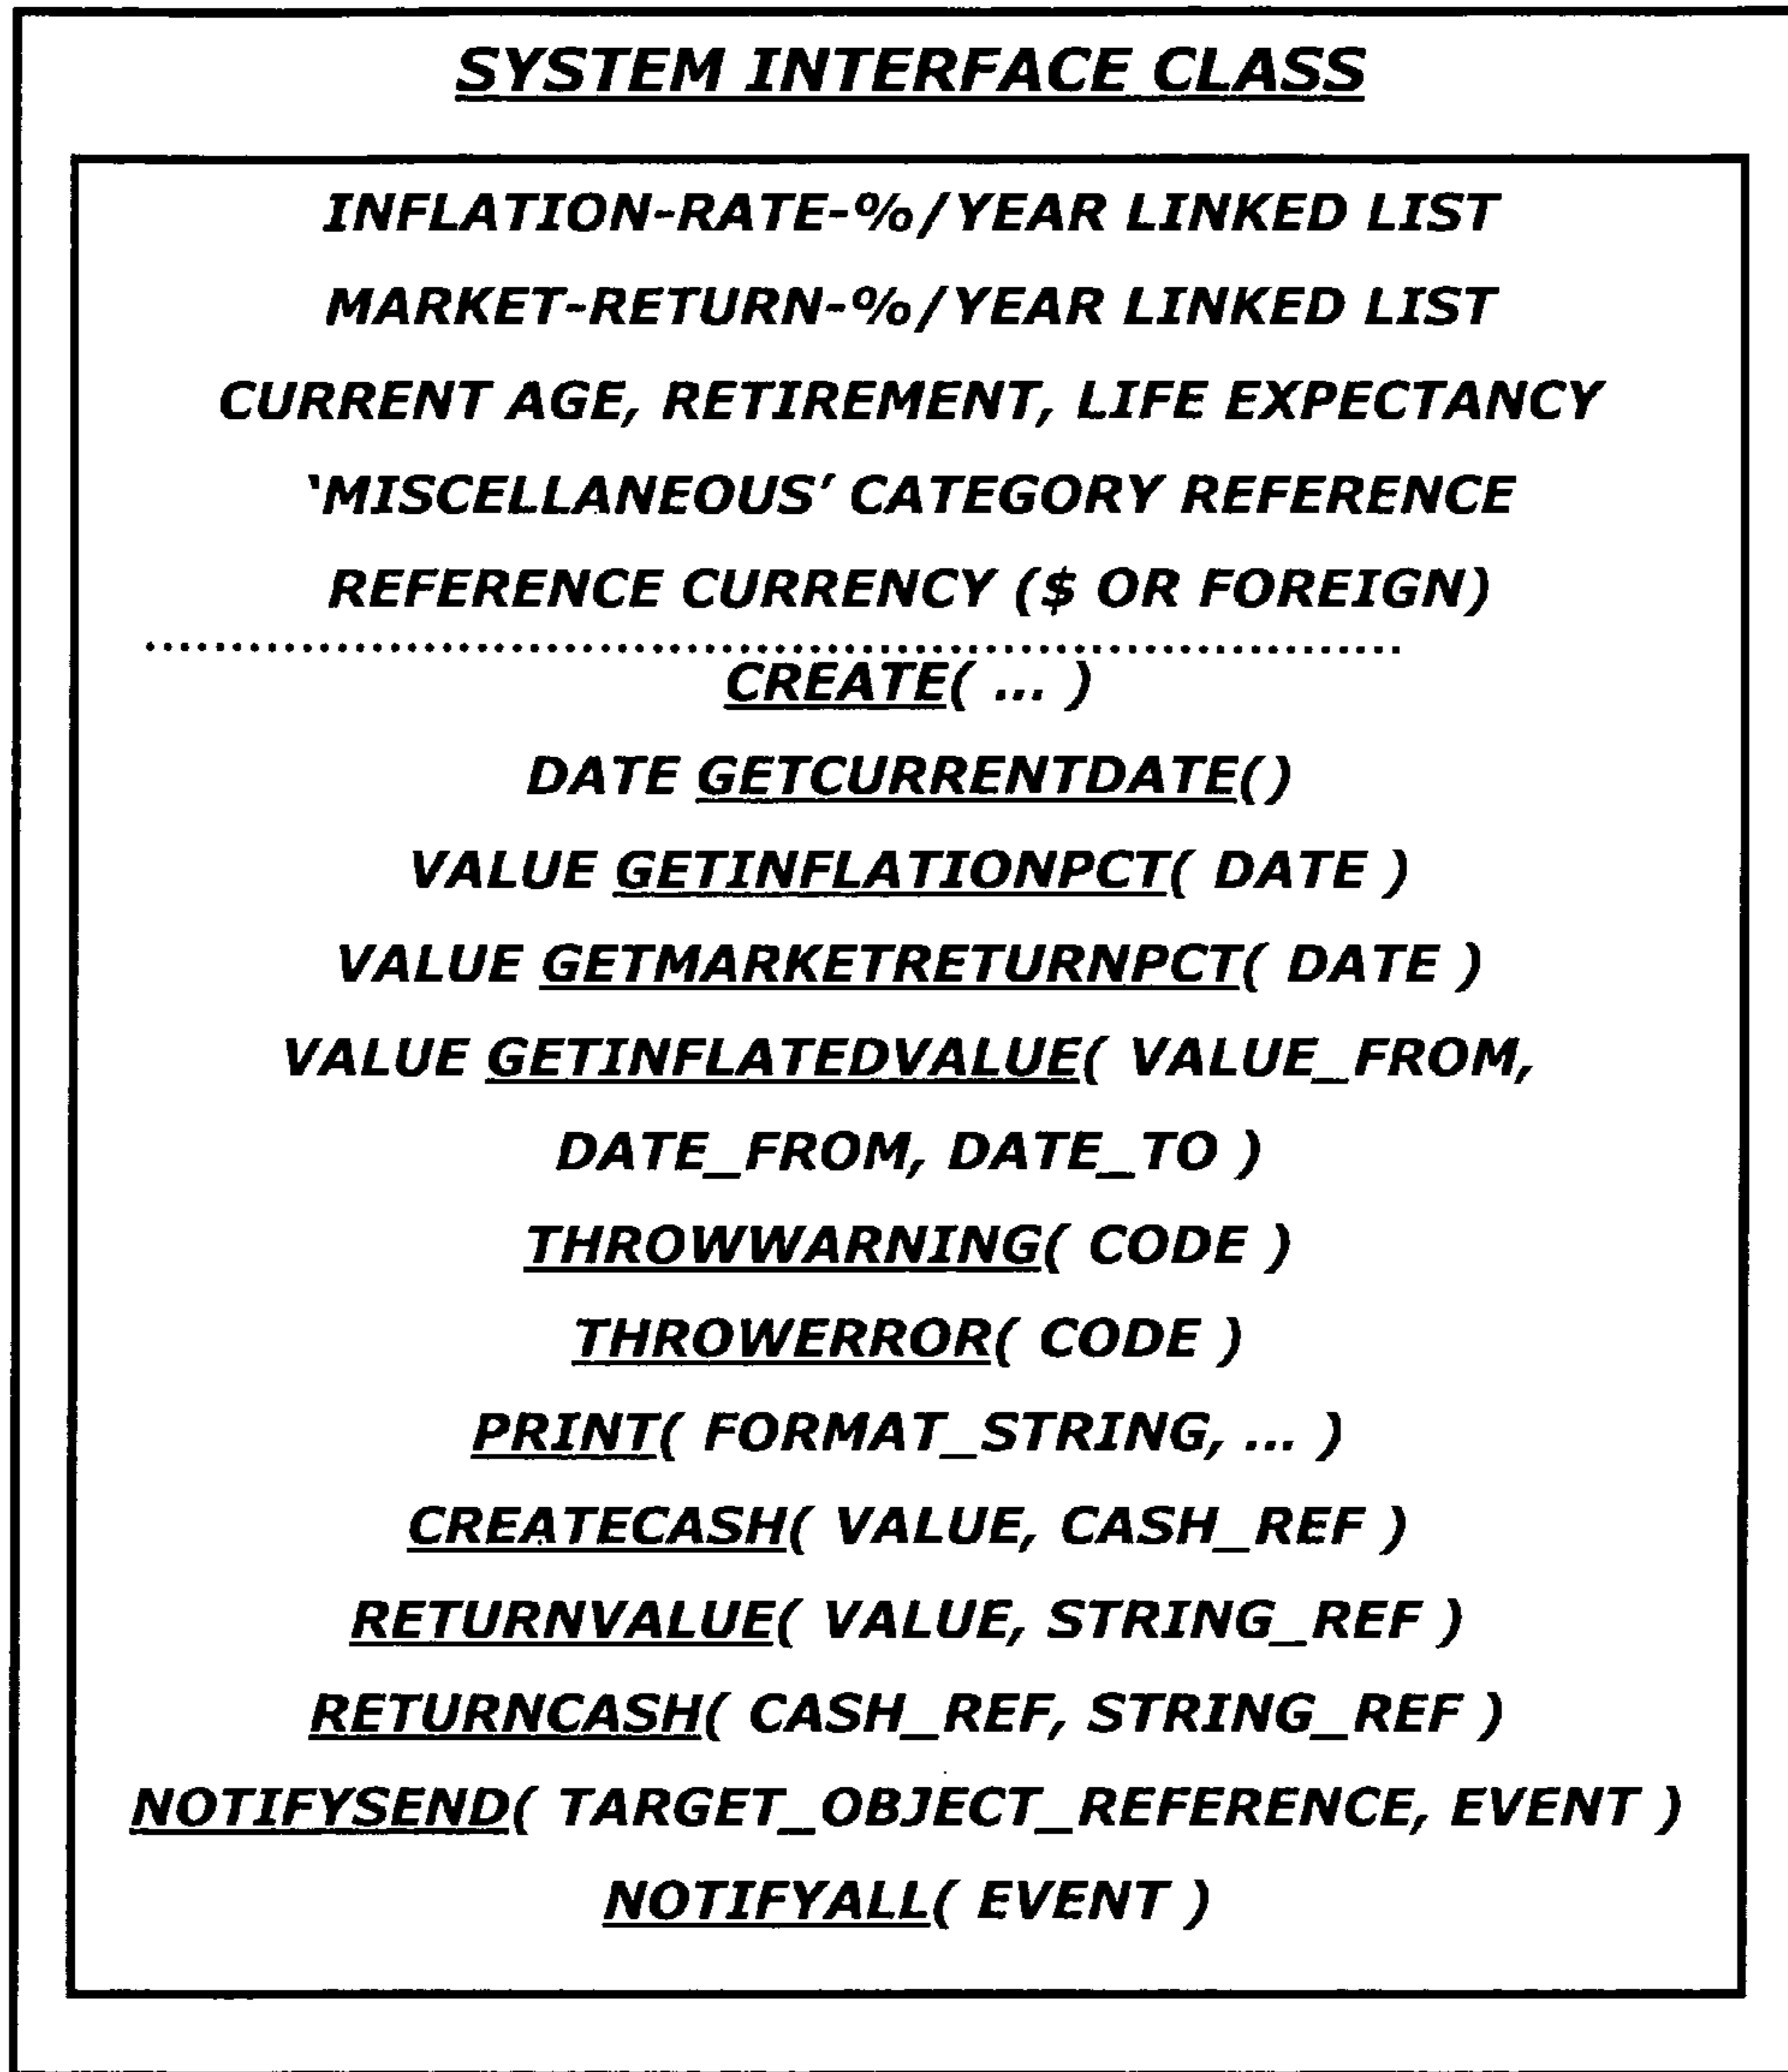 SYSTEM INTERFACE CLASS
INFLATION-RATE-%/YEAR LINKED LIST
MARKET-RETURN-%/YEAR LINKED LIST
CURRENT AGE, RETIREMENT, LIFE EXPECTANCY
‘MISCELLANEOUS’ CATEGORY REFERENCE
REFERENCE CURRENCY ($ OR FOREIGN)
CREATE( ... )
DATE GETCURRENTDATE()
VALUE GETINFLATIONPCT( DATE )
VALUE GETMARKETRETURNPCT( DATE )
VALUE GETINFLATEDVALUE( VALUE_FROM,
DATE_FROM, DATE_TO )
THROWWARNING( CODE )
THROWERROR( CODE )
PRINT( FORMAT_STRING, ... )
CREATECASH( VALUE, CASH_REF )
RETURNVALUE( VALUE, STRING_REF )
RETURNCASH( CASH_REF, STRING_REF )
NOTIFYSEND( TARGET_OBJECT_REFERENCE, EVENT )
NOTIFYALL( EVENT )